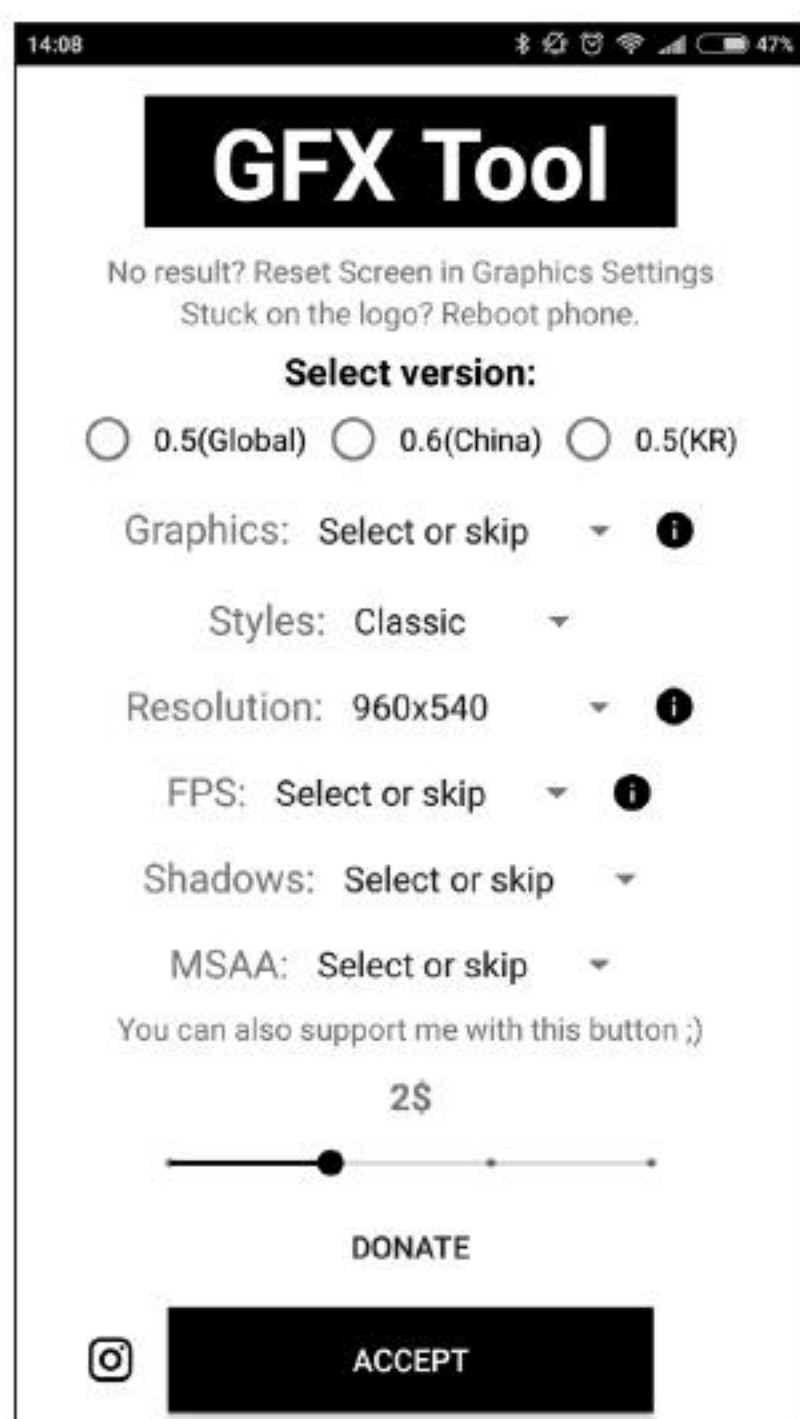 14:08 47%
GFX Tool
No result? Reset Screen in Graphics Settings
Stuck on the logo? Reboot phone.
Select version:
0.5(Global) 0.6(China) 0.5(KR)
Graphics: Select or skip
Styles: Classic
Resolution: 960x540
FPS: Select or skip
Shadows: Select or skip
MSAA: Select or skip
You can also support me with this button ;)
2$
DONATE
ACCEPT